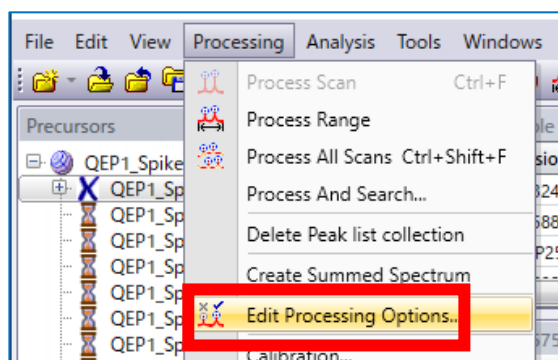 File Edit View Processing Analysis Tools Windows
Process Scan Ctrl+F
Precursors
Process Range
QEP1_Spike
Process All Scans Ctrl+Shift+F
QEP1_Sp
Process And Search...
QEP1_Sp
Delete Peak list collection
QEP1_Sp
Create Summed Spectrum
QEP1_Sp
QEP1_Sp
Edit Processing Options...
QEP1_Sp
QEP1_Sp
Calibration...